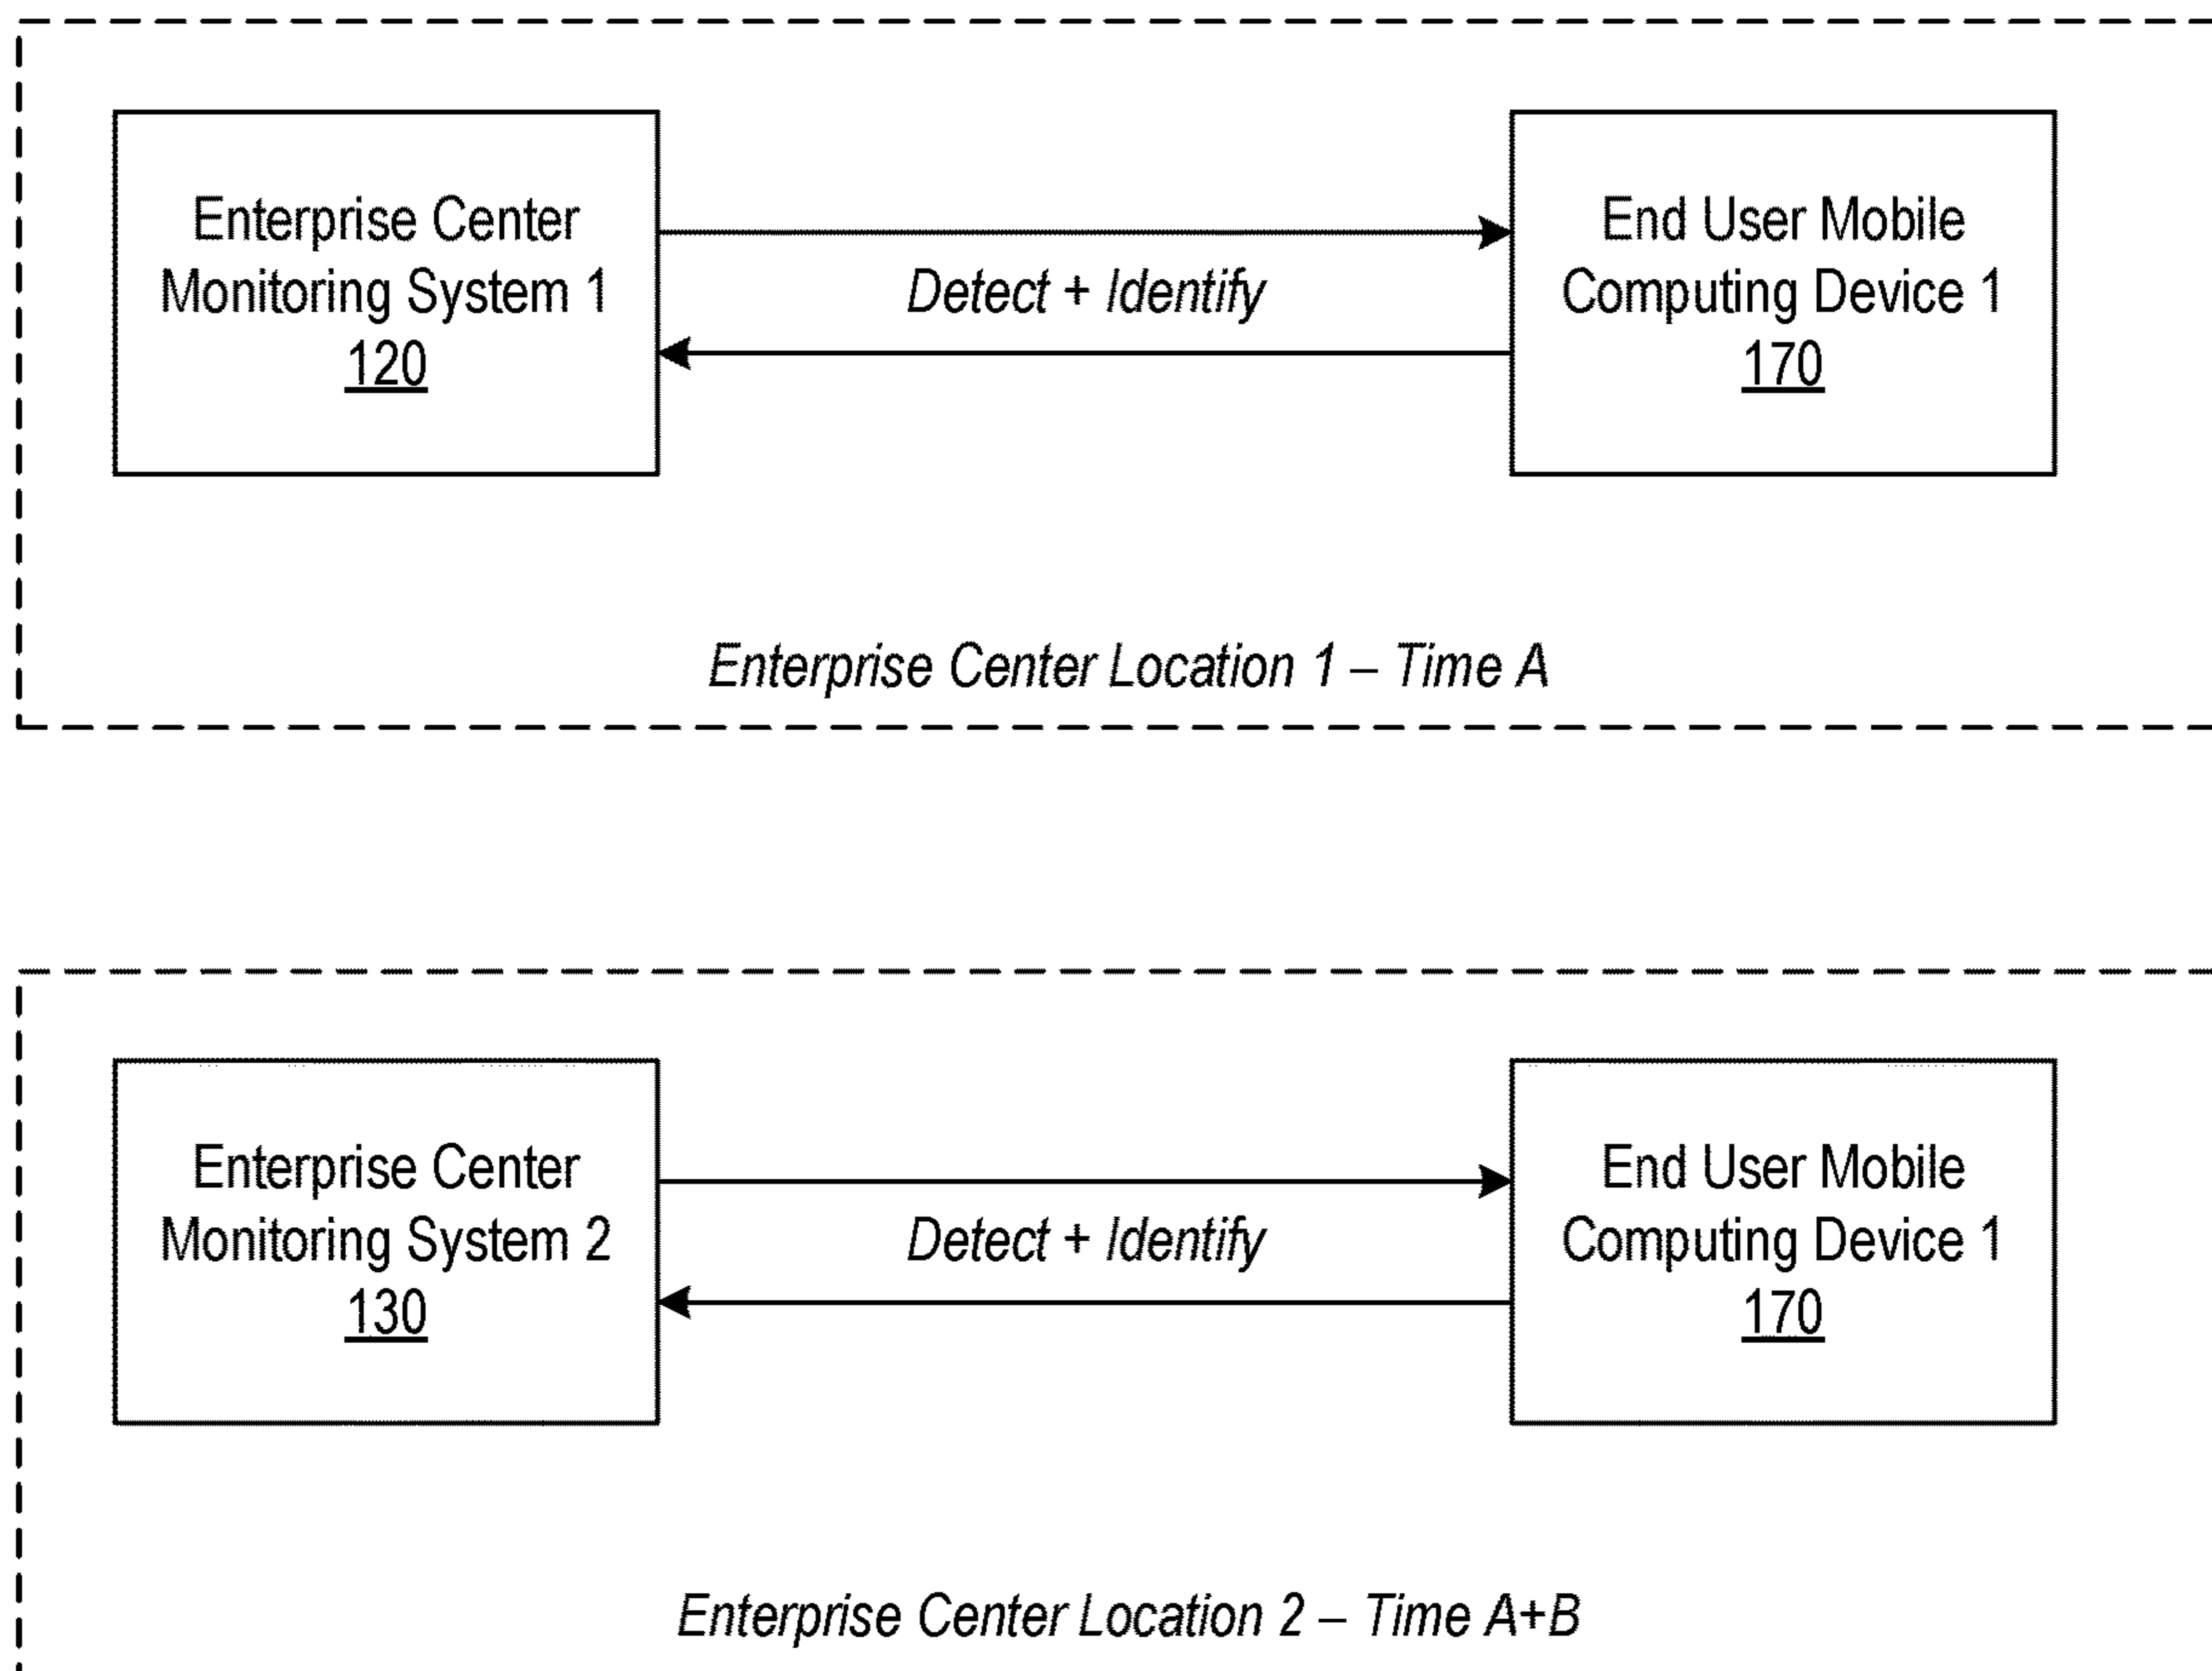 Enterprise Center
Monitoring System 1
120
Detect + Identify
End User Mobile
Computing Device 1
170
Enterprise Center Location 1 – Time A
Enterprise Center
Monitoring System 2
130
Detect + Identify
End User Mobile
Computing Device 1
170
Enterprise Center Location 2 – Time A+B